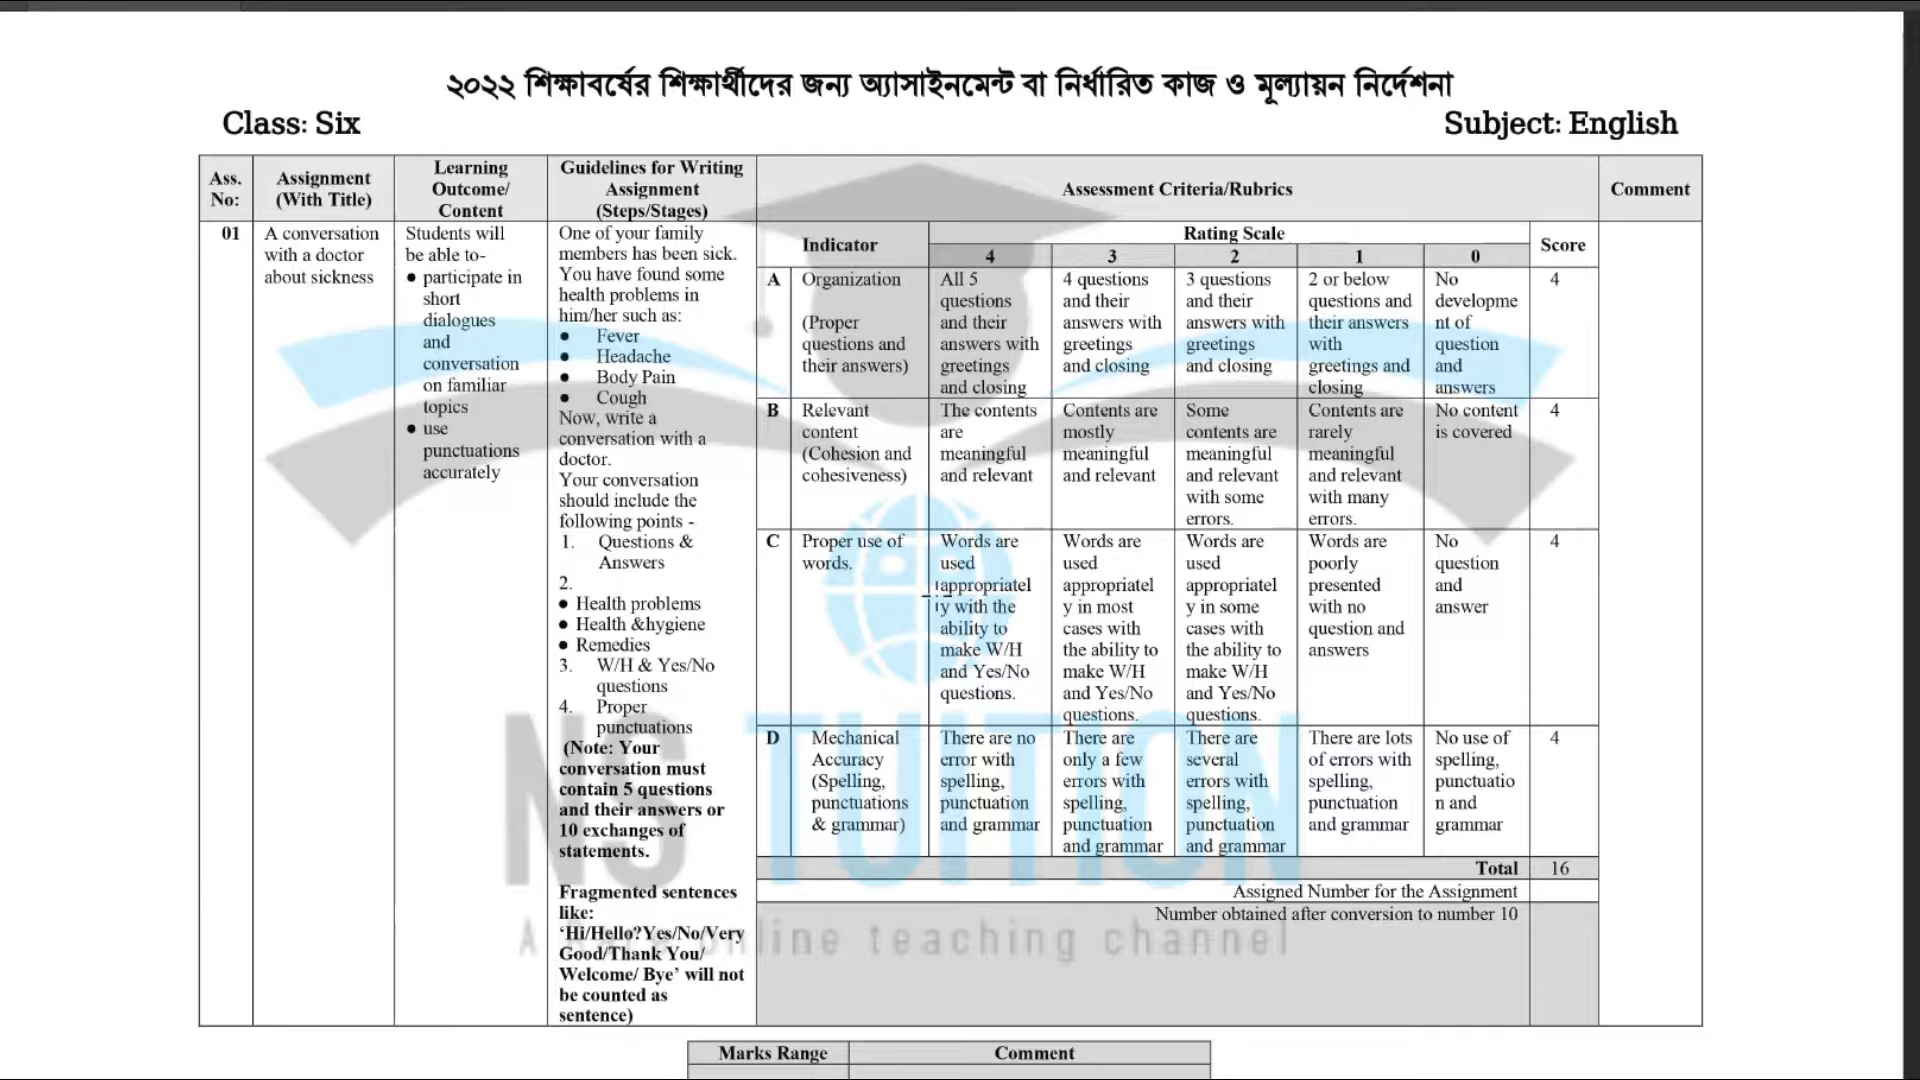 ২০২২ শিক্ষাবর্ষের শিক্ষার্থীদের জন্য অ্যাসাইনমেন্ট বা নির্ধারিত কাজ ও মূল্যায়ন নির্দেশনা
Class: Six
Subject: English
Ass.
No:
Assignment
(With Title)
Learning
Outcome/
Content
Guidelines for Writing
Assignment
(Steps/Stages)
Assessment Criteria/Rubrics
Comment
01
A conversation
with a doctor
about sickness
Students will
be able to-
● participate in
short
dialogues
and
conversation
on familiar
topics
● use
punctuations
accurately
One of your family
members has been sick.
You have found some
health problems in
him/her such as:
● Fever
● Headache
● Body Pain
● Cough
Now, write a
conversation with a
doctor.
Your conversation
should include the
following points -
1. Questions &
Answers
2.
● Health problems
● Health &hygiene
● Remedies
3. W/H & Yes/No
questions
4. Proper
punctuations
(Note: Your
conversation must
contain 5 questions
and their answers or
10 exchanges of
statements.
Fragmented sentences
like:
‘Hi/Hello?Yes/No/Very
Good/Thank You/
Welcome/ Bye’ will not
be counted as
sentence)
Indicator
Rating Scale
Score
4
3
2
1
0
A
Organization
(Proper
questions and
their answers)
All 5
questions
and their
answers with
greetings
and closing
4 questions
and their
answers with
greetings
and closing
3 questions
and their
answers with
greetings
and closing
2 or below
questions and
their answers
with
greetings and
closing
No
developme
nt of
question
and
answers
4
B
Relevant
content
(Cohesion and
cohesiveness)
The contents
are
meaningful
and relevant
Contents are
mostly
meaningful
and relevant
Some
contents are
meaningful
and relevant
with some
errors.
Contents are
rarely
meaningful
and relevant
with many
errors.
No content
is covered
4
C
Proper use of
words.
Words are
used
appropriatel
y with the
ability to
make W/H
and Yes/No
questions.
Words are
used
appropriatel
y in most
cases with
the ability to
make W/H
and Yes/No
questions.
Words are
used
appropriatel
y in some
cases with
the ability to
make W/H
and Yes/No
questions.
Words are
poorly
presented
with no
question and
answers
No
question
and
answer
4
D
Mechanical
Accuracy
(Spelling,
punctuations
& grammar)
There are no
error with
spelling,
punctuation
and grammar
There are
only a few
errors with
spelling,
punctuation
and grammar
There are
several
errors with
spelling,
punctuation
and grammar
There are lots
of errors with
spelling,
punctuation
and grammar
No use of
spelling,
punctuatio
n and
grammar
4
Total
16
Assigned Number for the Assignment
Number obtained after conversion to number 10
Marks Range
Comment
NS TUITION
online teaching channel